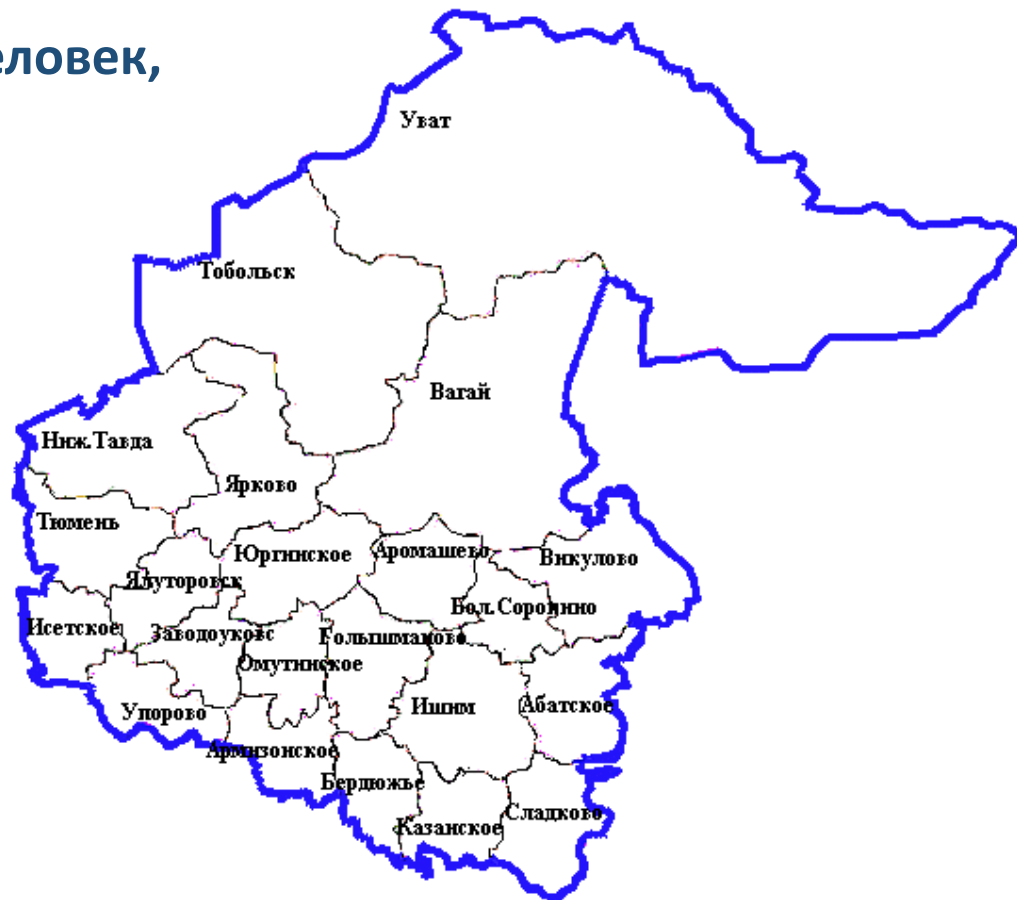 еловек,
Уват
Тобольск
Вагай
Ниж.Тавда
Ярково
Тюмень
Юргинское
Аромашево
Викулово
Ялуторовск
Бол.Сорокино
Исетское
Заводоуковс
Голышманово
Омутинское
Упорово
Ишим
Абатское
Армизонское
Бердюжье
Казанское
Сладково